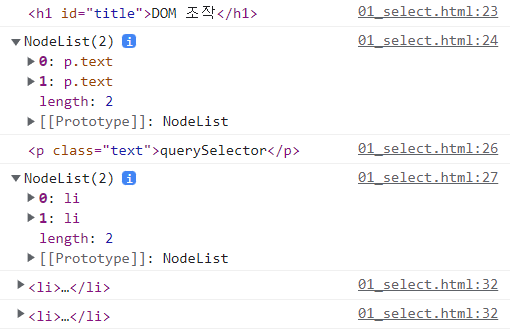 <h1 id="title">DOM 조작</h1> 01_select.html:23
▼NodeList(2) i 01_select.html:24
▶0: p.text
▶1: p.text
length: 2
▶[[Prototype]]: NodeList
<p class="text">querySelector</p> 01_select.html:26
▼NodeList(2) i 01_select.html:27
▶0: li
▶1: li
length: 2
▶[[Prototype]]: NodeList
▶<li>…</li> 01_select.html:32
▶<li>…</li> 01_select.html:32